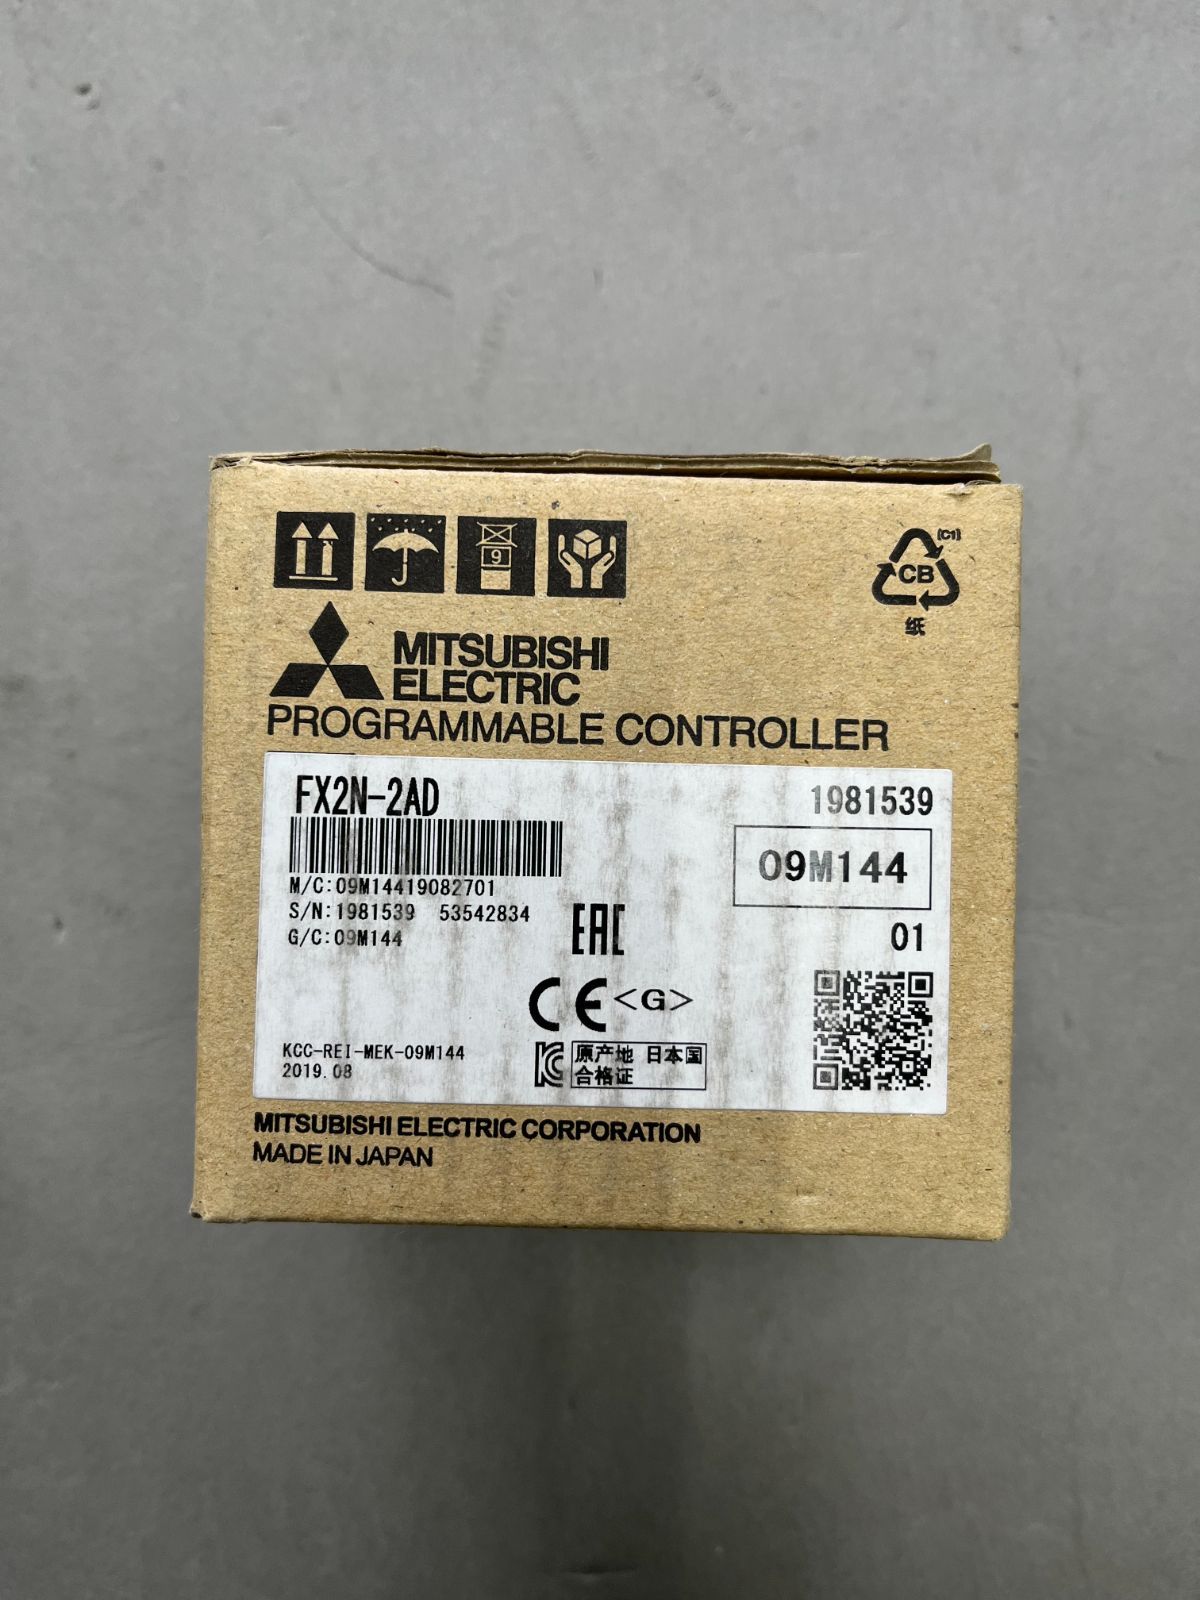 9
[C1]
CB
纸
MITSUBISHI
ELECTRIC
PROGRAMMABLE CONTROLLER
FX2N-2AD
1981539
09M144
M/C:09M14419082701
S/N:1981539 53542834
G/C:09M144
EAC
01
CE <G>
KCC-REI-MEK-09M144
2019.08
原产地 日本国
合格证
MITSUBISHI ELECTRIC CORPORATION
MADE IN JAPAN